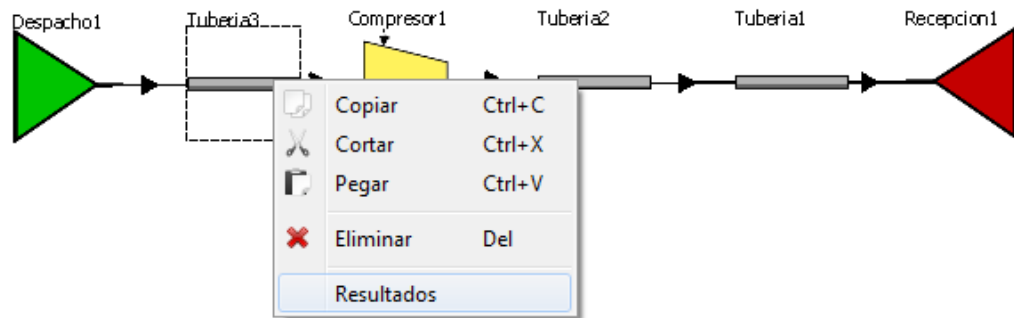 Despacho1 Tuberia3 Compresor1 Tuberia2 Tuberia1 Recepcion1
Copiar Ctrl+C
Cortar Ctrl+X
Pegar Ctrl+V
Eliminar Del
Resultados